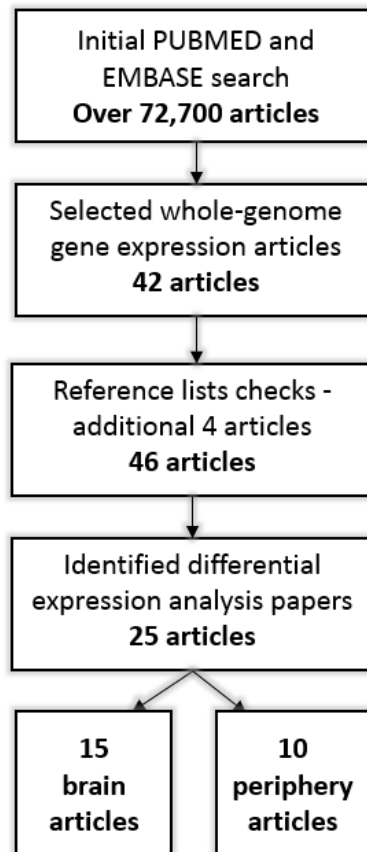 Initial PUBMED and
EMBASE search
Over 72,700 articles
Selected whole-genome
gene expression articles
42 articles
Reference lists checks -
additional 4 articles
46 articles
Identified differential
expression analysis papers
25 articles
15
brain
articles
10
periphery
articles